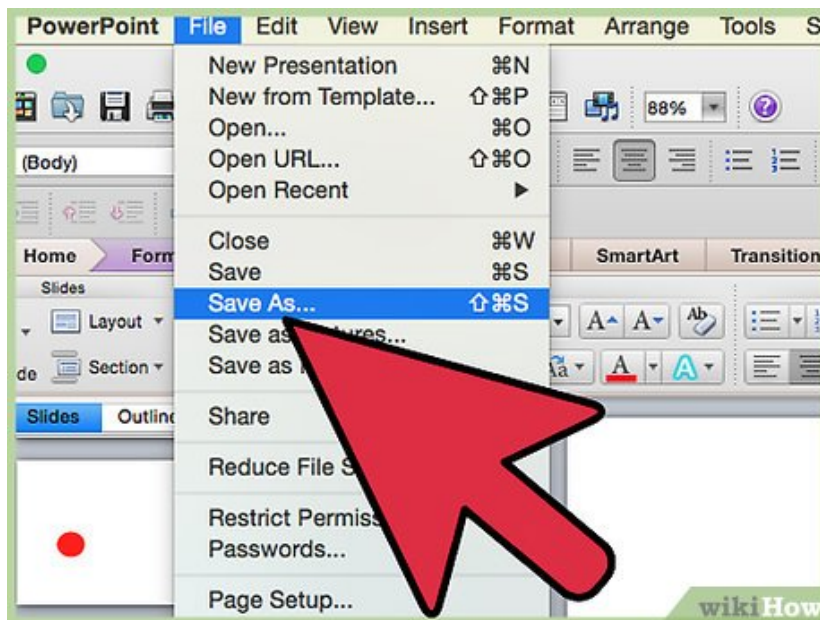 PowerPoint File Edit View Insert Format Arrange Tools
New Presentation ⌘N
New from Template... ⇧⌘P
Open... ⌘O
Open URL... ⇧⌘O
Open Recent ▶
Close ⌘W
Save ⌘S
Save As... ⇧⌘S
Save as
Save as
Share
Reduce File
Restrict
Passwords...
Page Setup...
88%
(Body)
Home
SmartArt
Slides
Layout
Section
Slides
A A Ab
Aa A A
wikiHow